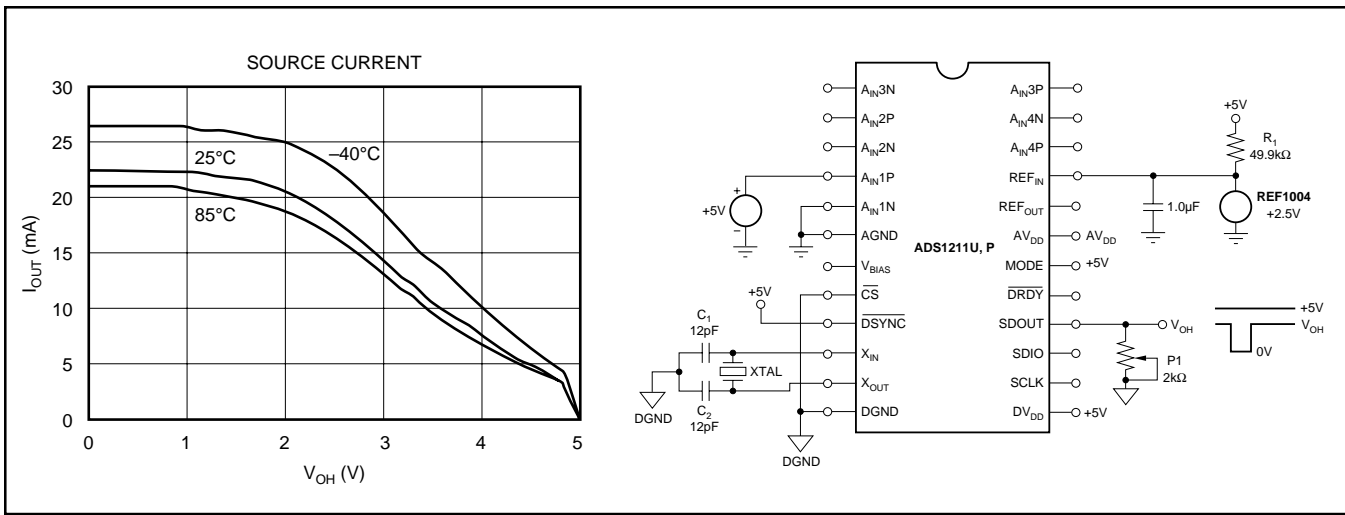 SOURCE CURRENT
30
25
20
15
10
5
0
I_OUT (mA)
–40°C
25°C
85°C
0 1 2 3 4 5
V_OH (V)
A_IN3N
A_IN2P
A_IN2N
A_IN1P
A_IN1N
AGND
V_BIAS
C̅S̅
D̅S̅Y̅N̅C̅
X_IN
X_OUT
DGND
ADS1211U, P
A_IN3P
A_IN4N
A_IN4P
REF_IN
REF_OUT
AV_DD
MODE
D̅R̅D̅Y̅
SDOUT
SDIO
SCLK
DV_DD
+
+5V
–
+5V
C_1
12pF
XTAL
C_2
12pF
DGND
DGND
+5V
R_1
49.9kΩ
1.0µF
REF1004
+2.5V
AV_DD
+5V
V_OH
P1
2kΩ
+5V
+5V
V_OH
0V